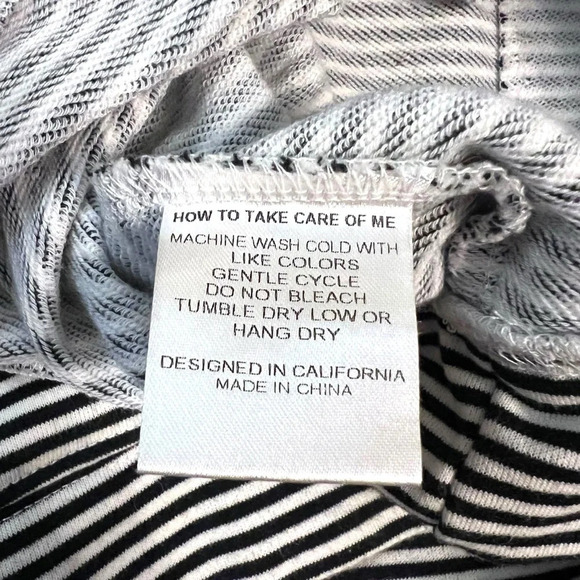 HOW TO TAKE CARE OF ME
MACHINE WASH COLD WITH
LIKE COLORS
GENTLE CYCLE
DO NOT BLEACH
TUMBLE DRY LOW OR
HANG DRY
DESIGNED IN CALIFORNIA
MADE IN CHINA